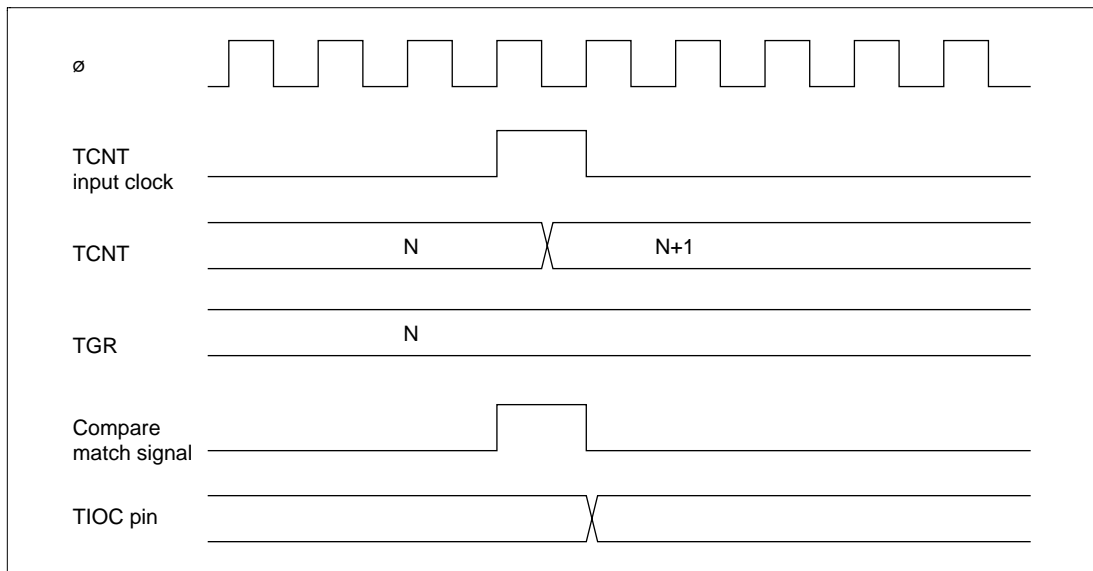 ø
TCNT
input clock
TCNT
N
N+1
TGR
N
Compare
match signal
TIOC pin